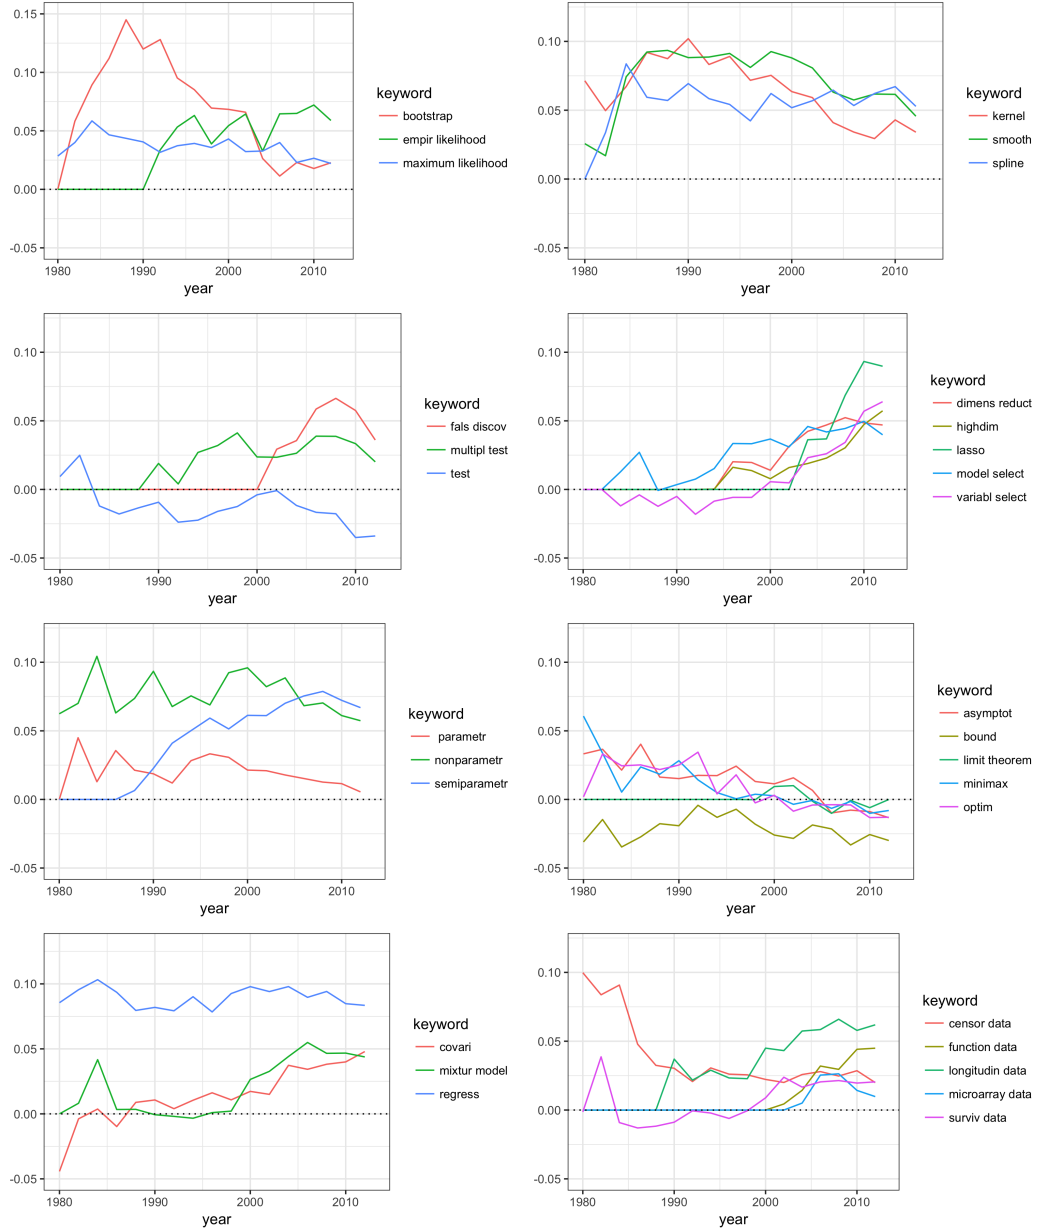 0.15
0.10
0.05
0.00
-0.05
1980 1990 2000 2010
year
keyword
bootstrap
empir likelihood
maximum likelihood
0.10
0.05
0.00
-0.05
1980 1990 2000 2010
year
keyword
kernel
smooth
spline
0.10
0.05
0.00
-0.05
1980 1990 2000 2010
year
keyword
fals discov
multipl test
test
0.10
0.05
0.00
-0.05
1980 1990 2000 2010
year
keyword
dimens reduct
highdim
lasso
model select
variabl select
0.10
0.05
0.00
-0.05
1980 1990 2000 2010
year
keyword
parametr
nonparametr
semiparametr
0.10
0.05
0.00
-0.05
1980 1990 2000 2010
year
keyword
asymptot
bound
limit theorem
minimax
optim
0.10
0.05
0.00
-0.05
1980 1990 2000 2010
year
keyword
covari
mixtur model
regress
0.10
0.05
0.00
-0.05
1980 1990 2000 2010
year
keyword
censor data
function data
longitudin data
microarray data
surviv data